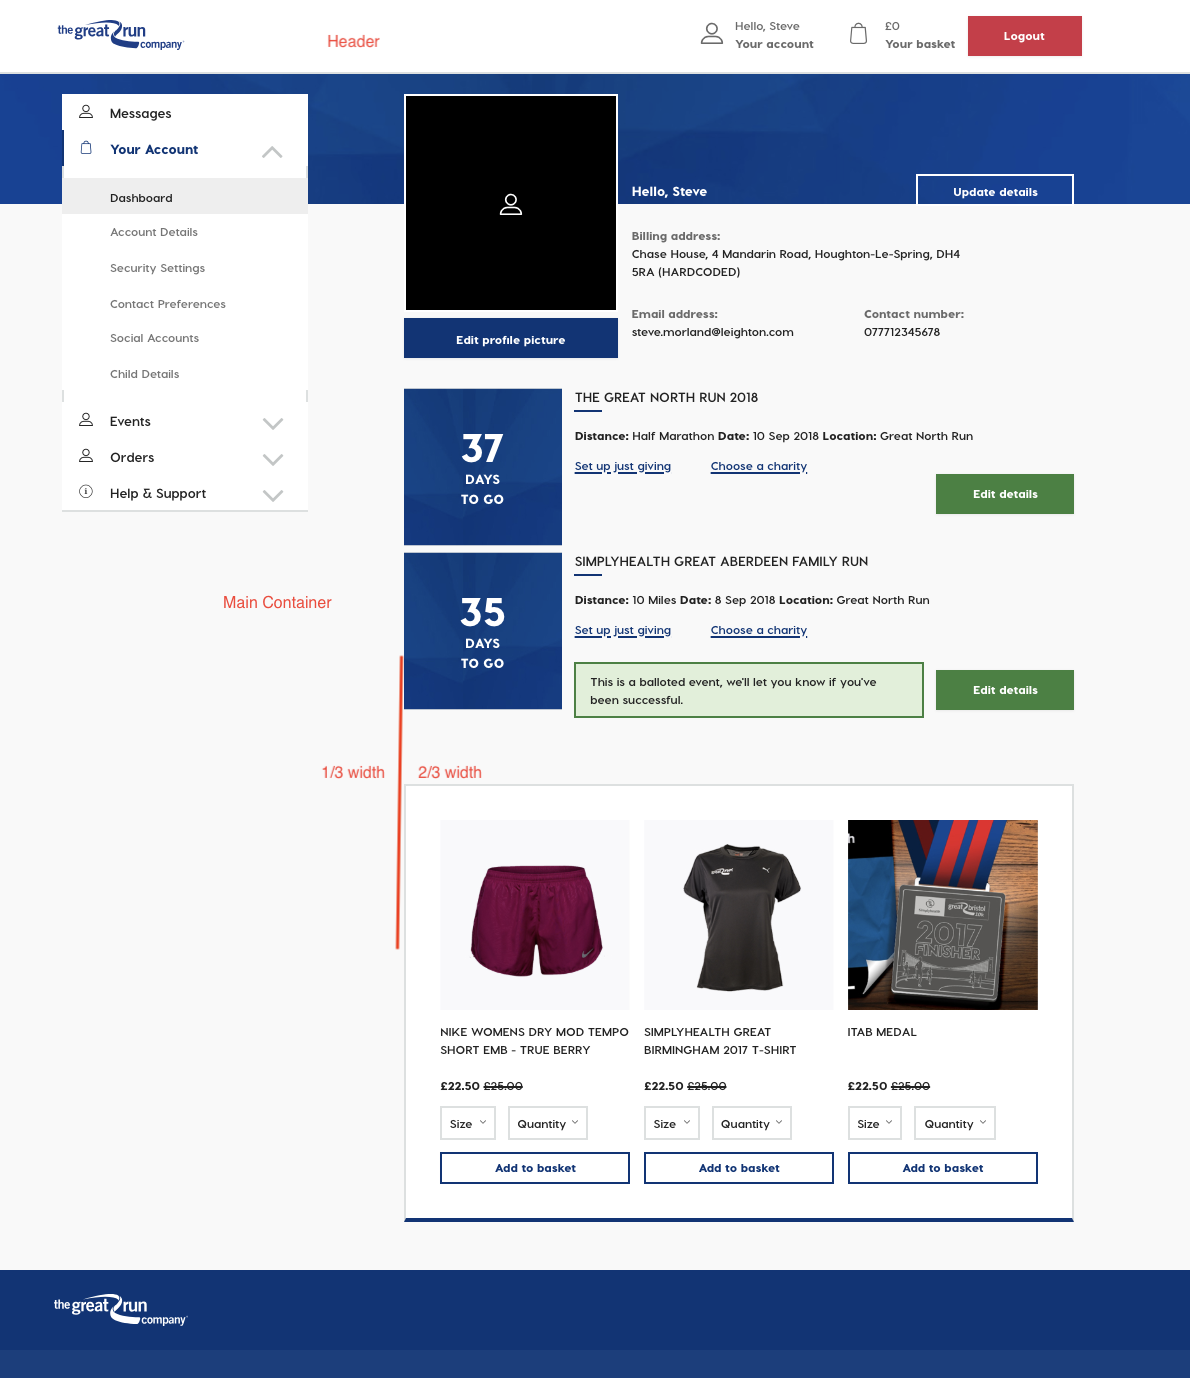 the great run company
Header
Hello, Steve
Your account
£0
Your basket
Logout
Messages
Your Account
Dashboard
Account Details
Security Settings
Contact Preferences
Social Accounts
Child Details
Events
Orders
Help & Support
Hello, Steve
Update details
Billing address:
Chase House, 4 Mandarin Road, Houghton-Le-Spring, DH4
5RA (HARDCODED)
Email address:
steve.morland@leighton.com
Contact number:
077712345678
Edit profile picture
37
DAYS
TO GO
THE GREAT NORTH RUN 2018
Distance: Half Marathon Date: 10 Sep 2018 Location: Great North Run
Set up just giving
Choose a charity
Edit details
35
DAYS
TO GO
SIMPLYHEALTH GREAT ABERDEEN FAMILY RUN
Distance: 10 Miles Date: 8 Sep 2018 Location: Great North Run
Set up just giving
Choose a charity
This is a balloted event, we'll let you know if you've
been successful.
Edit details
Main Container
1/3 width
2/3 width
h
great bristol
10k
2017
FINISHER
NIKE WOMENS DRY MOD TEMPO
SHORT EMB - TRUE BERRY
£22.50 £25.00
Size
Quantity
Add to basket
SIMPLYHEALTH GREAT
BIRMINGHAM 2017 T-SHIRT
£22.50 £25.00
Size
Quantity
Add to basket
ITAB MEDAL
£22.50 £25.00
Size
Quantity
Add to basket
the great run company